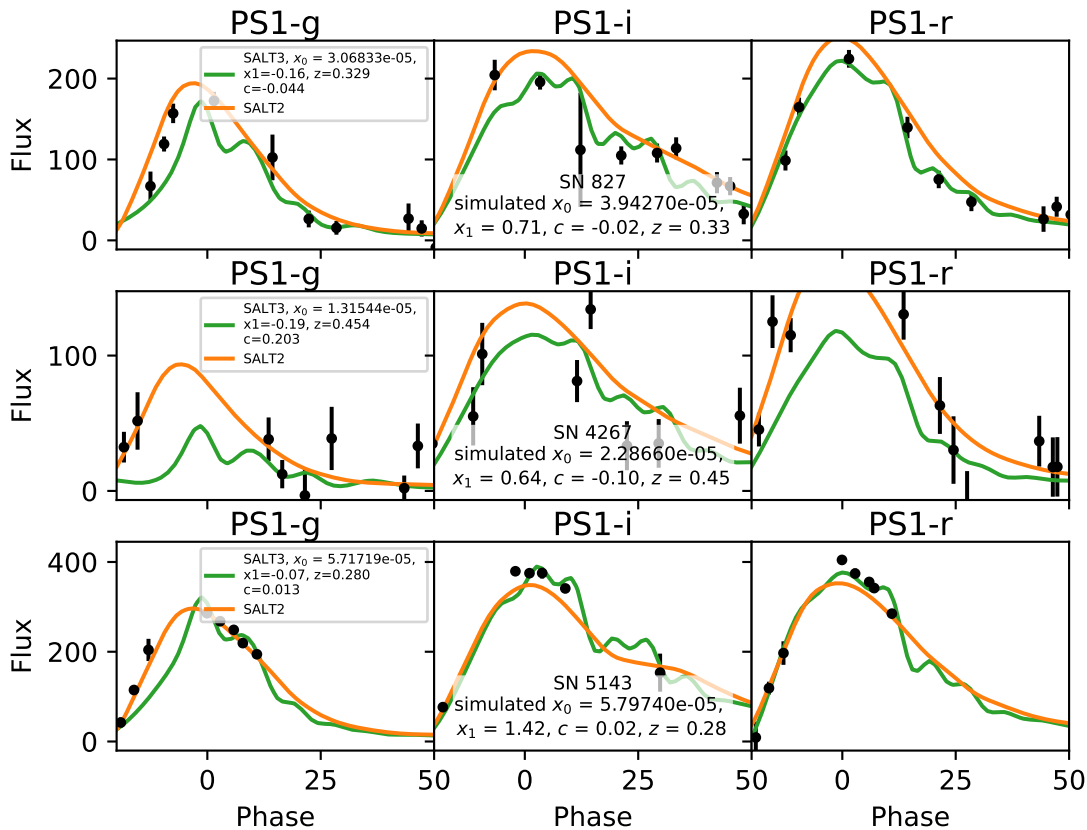 PS1-g
PS1-i
PS1-r
Flux
200
100
0
SALT3, x₀ = 3.06833e-05,
x1=-0.16, z=0.329
c=-0.044
SALT2
SN 827
simulated x₀ = 3.94270e-05,
x₁ = 0.71, c = -0.02, z = 0.33
PS1-g
PS1-i
PS1-r
Flux
100
0
SALT3, x₀ = 1.31544e-05,
x1=-0.19, z=0.454
c=0.203
SALT2
SN 4267
simulated x₀ = 2.28660e-05,
x₁ = 0.64, c = -0.10, z = 0.45
PS1-g
PS1-i
PS1-r
Flux
400
200
0
SALT3, x₀ = 5.71719e-05,
x1=-0.07, z=0.280
c=0.013
SALT2
SN 5143
simulated x₀ = 5.79740e-05,
x₁ = 1.42, c = 0.02, z = 0.28
0 25 50 0 25 50 0 25 50
Phase Phase Phase